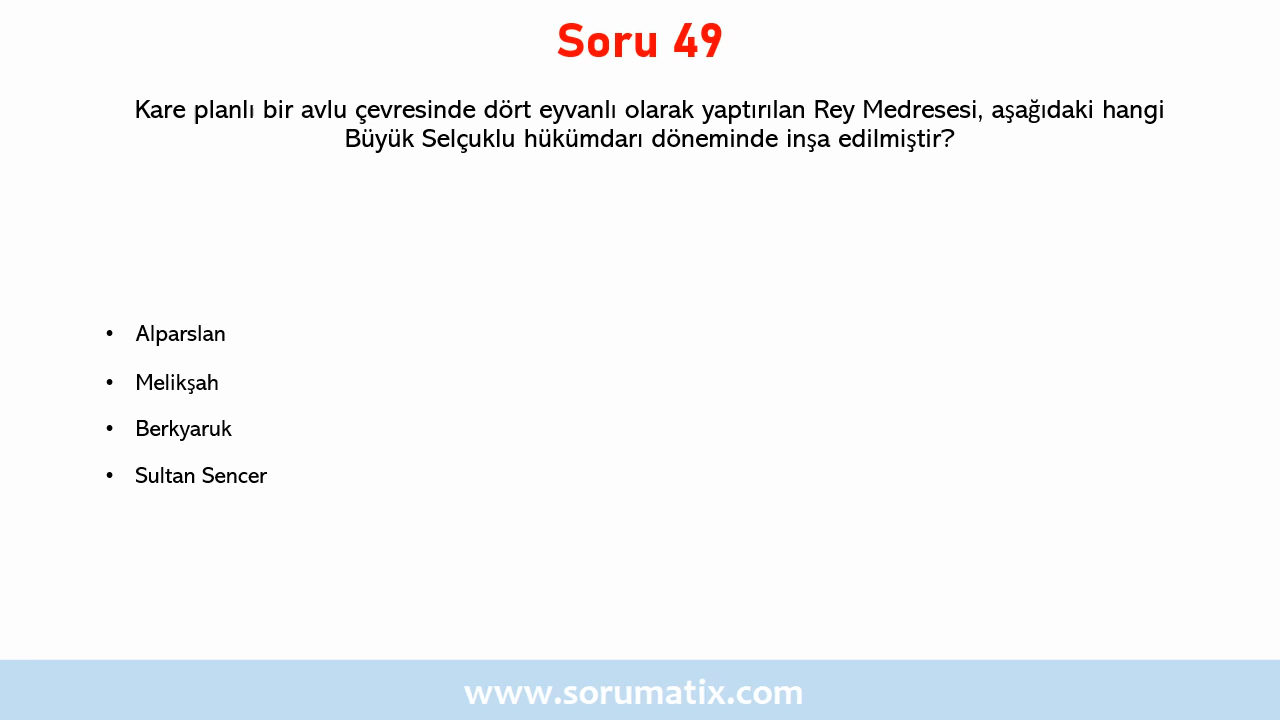 Soru 49
Kare planlı bir avlu çevresinde dört eyvanlı olarak yaptırılan Rey Medresesi, aşağıdaki hangi
Büyük Selçuklu hükümdarı döneminde inşa edilmiştir?
• Alparslan
• Melikşah
• Berkyaruk
• Sultan Sencer
www.sorumatix.com